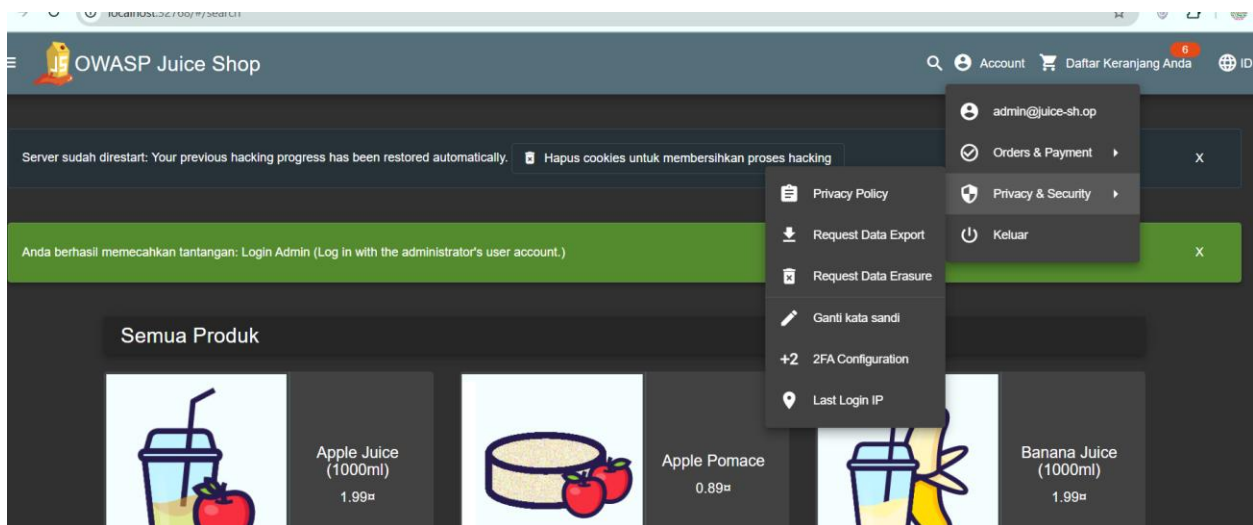 localhost:32768/#/search
OWASP Juice Shop
Account
Daftar Keranjang Anda
6
ID
admin@juice-sh.op
Orders & Payment
Privacy & Security
Keluar
Server sudah direstart: Your previous hacking progress has been restored automatically.
Hapus cookies untuk membersihkan proses hacking
X
Privacy Policy
Request Data Export
Request Data Erasure
Ganti kata sandi
+2 2FA Configuration
Last Login IP
Anda berhasil memecahkan tantangan: Login Admin (Log in with the administrator's user account.)
X
Semua Produk
Apple Juice
(1000ml)
1.99¤
Apple Pomace
0.89¤
Banana Juice
(1000ml)
1.99¤